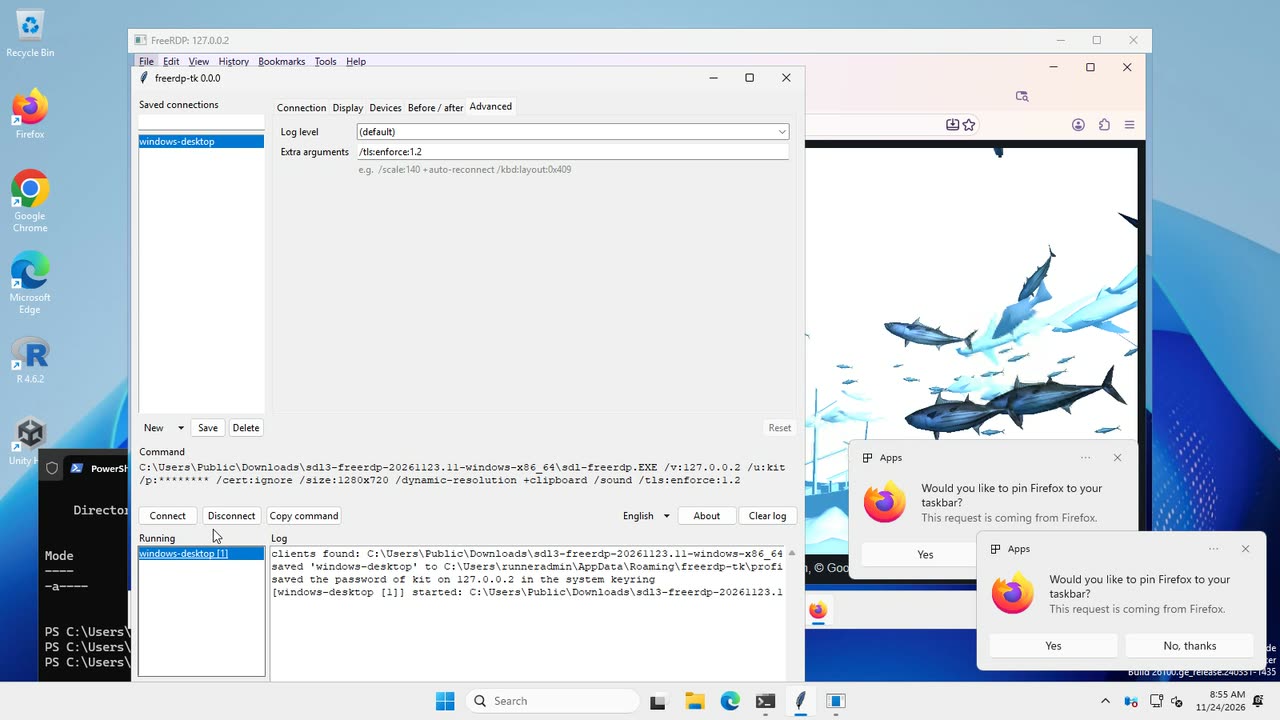 Recycle Bin
Firefox
Google
Chrome
Microsoft
Edge
R 4.6.2
Unity H
FreeRDP: 127.0.0.2
File Edit View History Bookmarks Tools Help
freerdp-tk 0.0.0
Saved connections
windows-desktop
Connection Display Devices Before / after Advanced
Log level (default)
Extra arguments /tls:enforce:1.2
e.g. /scale:140 +auto-reconnect /kbd:layout:0x409
New Save Delete Reset
Command
C:\Users\Public\Downloads\sdl3-freerdp-20261123.11-windows-x86_64\sdl-freerdp.EXE /v:127.0.0.2 /u:kit
/p:******** /cert:ignore /size:1280x720 /dynamic-resolution +clipboard /sound /tls:enforce:1.2
Connect Disconnect Copy command English About Clear log
Running
windows-desktop [1]
Log
clients found: C:\Users\Public\Downloads\sdl3-freerdp-20261123.11-windows-x86_64
saved 'windows-desktop' to C:\Users\runneradmin\AppData\Roaming\freerdp-tk\profi
saved the password of kit on 127.0.0.2 in the system keyring
[windows-desktop [1]] started: C:\Users\Public\Downloads\sdl3-freerdp-20261123.1
PowerSh
Director
Mode
----
-a----
PS C:\Users\
PS C:\Users\
PS C:\Users\
Apps
Would you like to pin Firefox to your
taskbar?
This request is coming from Firefox.
Yes
Apps
Would you like to pin Firefox to your
taskbar?
This request is coming from Firefox.
Yes No, thanks
Build 26100.ge_release.240331-1435
Search
8:55 AM
11/24/2026